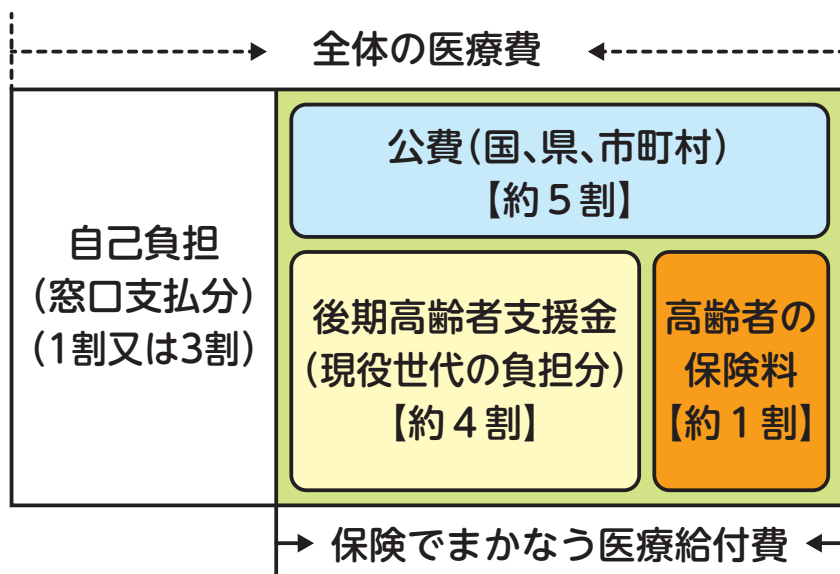 全体の医療費
自己負担
(窓口支払分)
(1割又は3割)
公費(国、県、市町村)
【約5割】
後期高齢者支援金
(現役世代の負担分)
【約4割】
高齢者の
保険料
【約1割】
保険でまかなう医療給付費